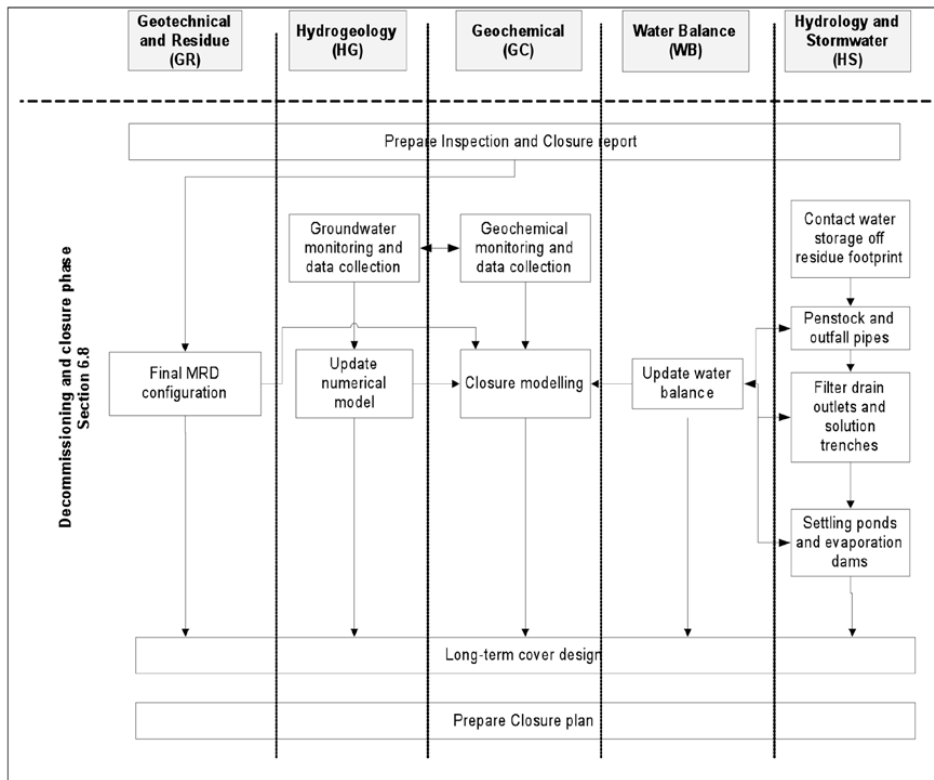 Geotechnical
and Residue
(GR)
Hydrogeology
(HG)
Geochemical
(GC)
Water Balance
(WB)
Hydrology and
Stormwater
(HS)
Decommissioning and closure phase
Section 6.8
Prepare Inspection and Closure report
Groundwater
monitoring and
data collection
Geochemical
monitoring and
data collection
Contact water
storage off
residue footprint
Penstock and
outfall pipes
Final MRD
configuration
Update
numerical
model
Closure modelling
Update water
balance
Filter drain
outlets and
solution
trenches
Settling ponds
and evaporation
dams
Long-term cover design
Prepare Closure plan